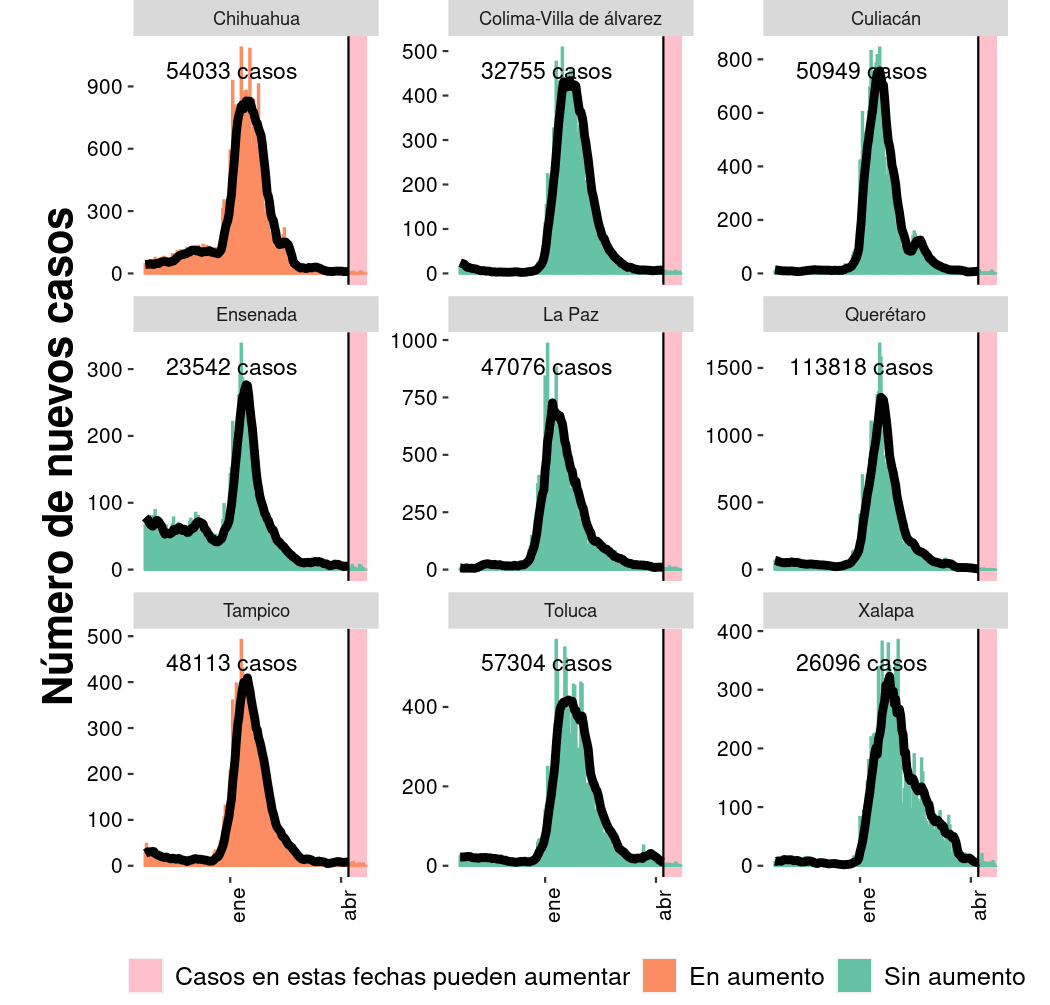 Número de nuevos casos
Chihuahua
54033 casos
900
600
300
0
Colima-Villa de álvarez
32755 casos
500
400
300
200
100
0
Culiacán
50949 casos
800
600
400
200
0
Ensenada
23542 casos
300
200
100
0
La Paz
47076 casos
1000
750
500
250
0
Querétaro
113818 casos
1500
1000
500
0
Tampico
48113 casos
500
400
300
200
100
0
ene
abr
Toluca
57304 casos
400
200
0
ene
abr
Xalapa
26096 casos
400
300
200
100
0
ene
abr
Casos en estas fechas pueden aumentar
En aumento
Sin aumento